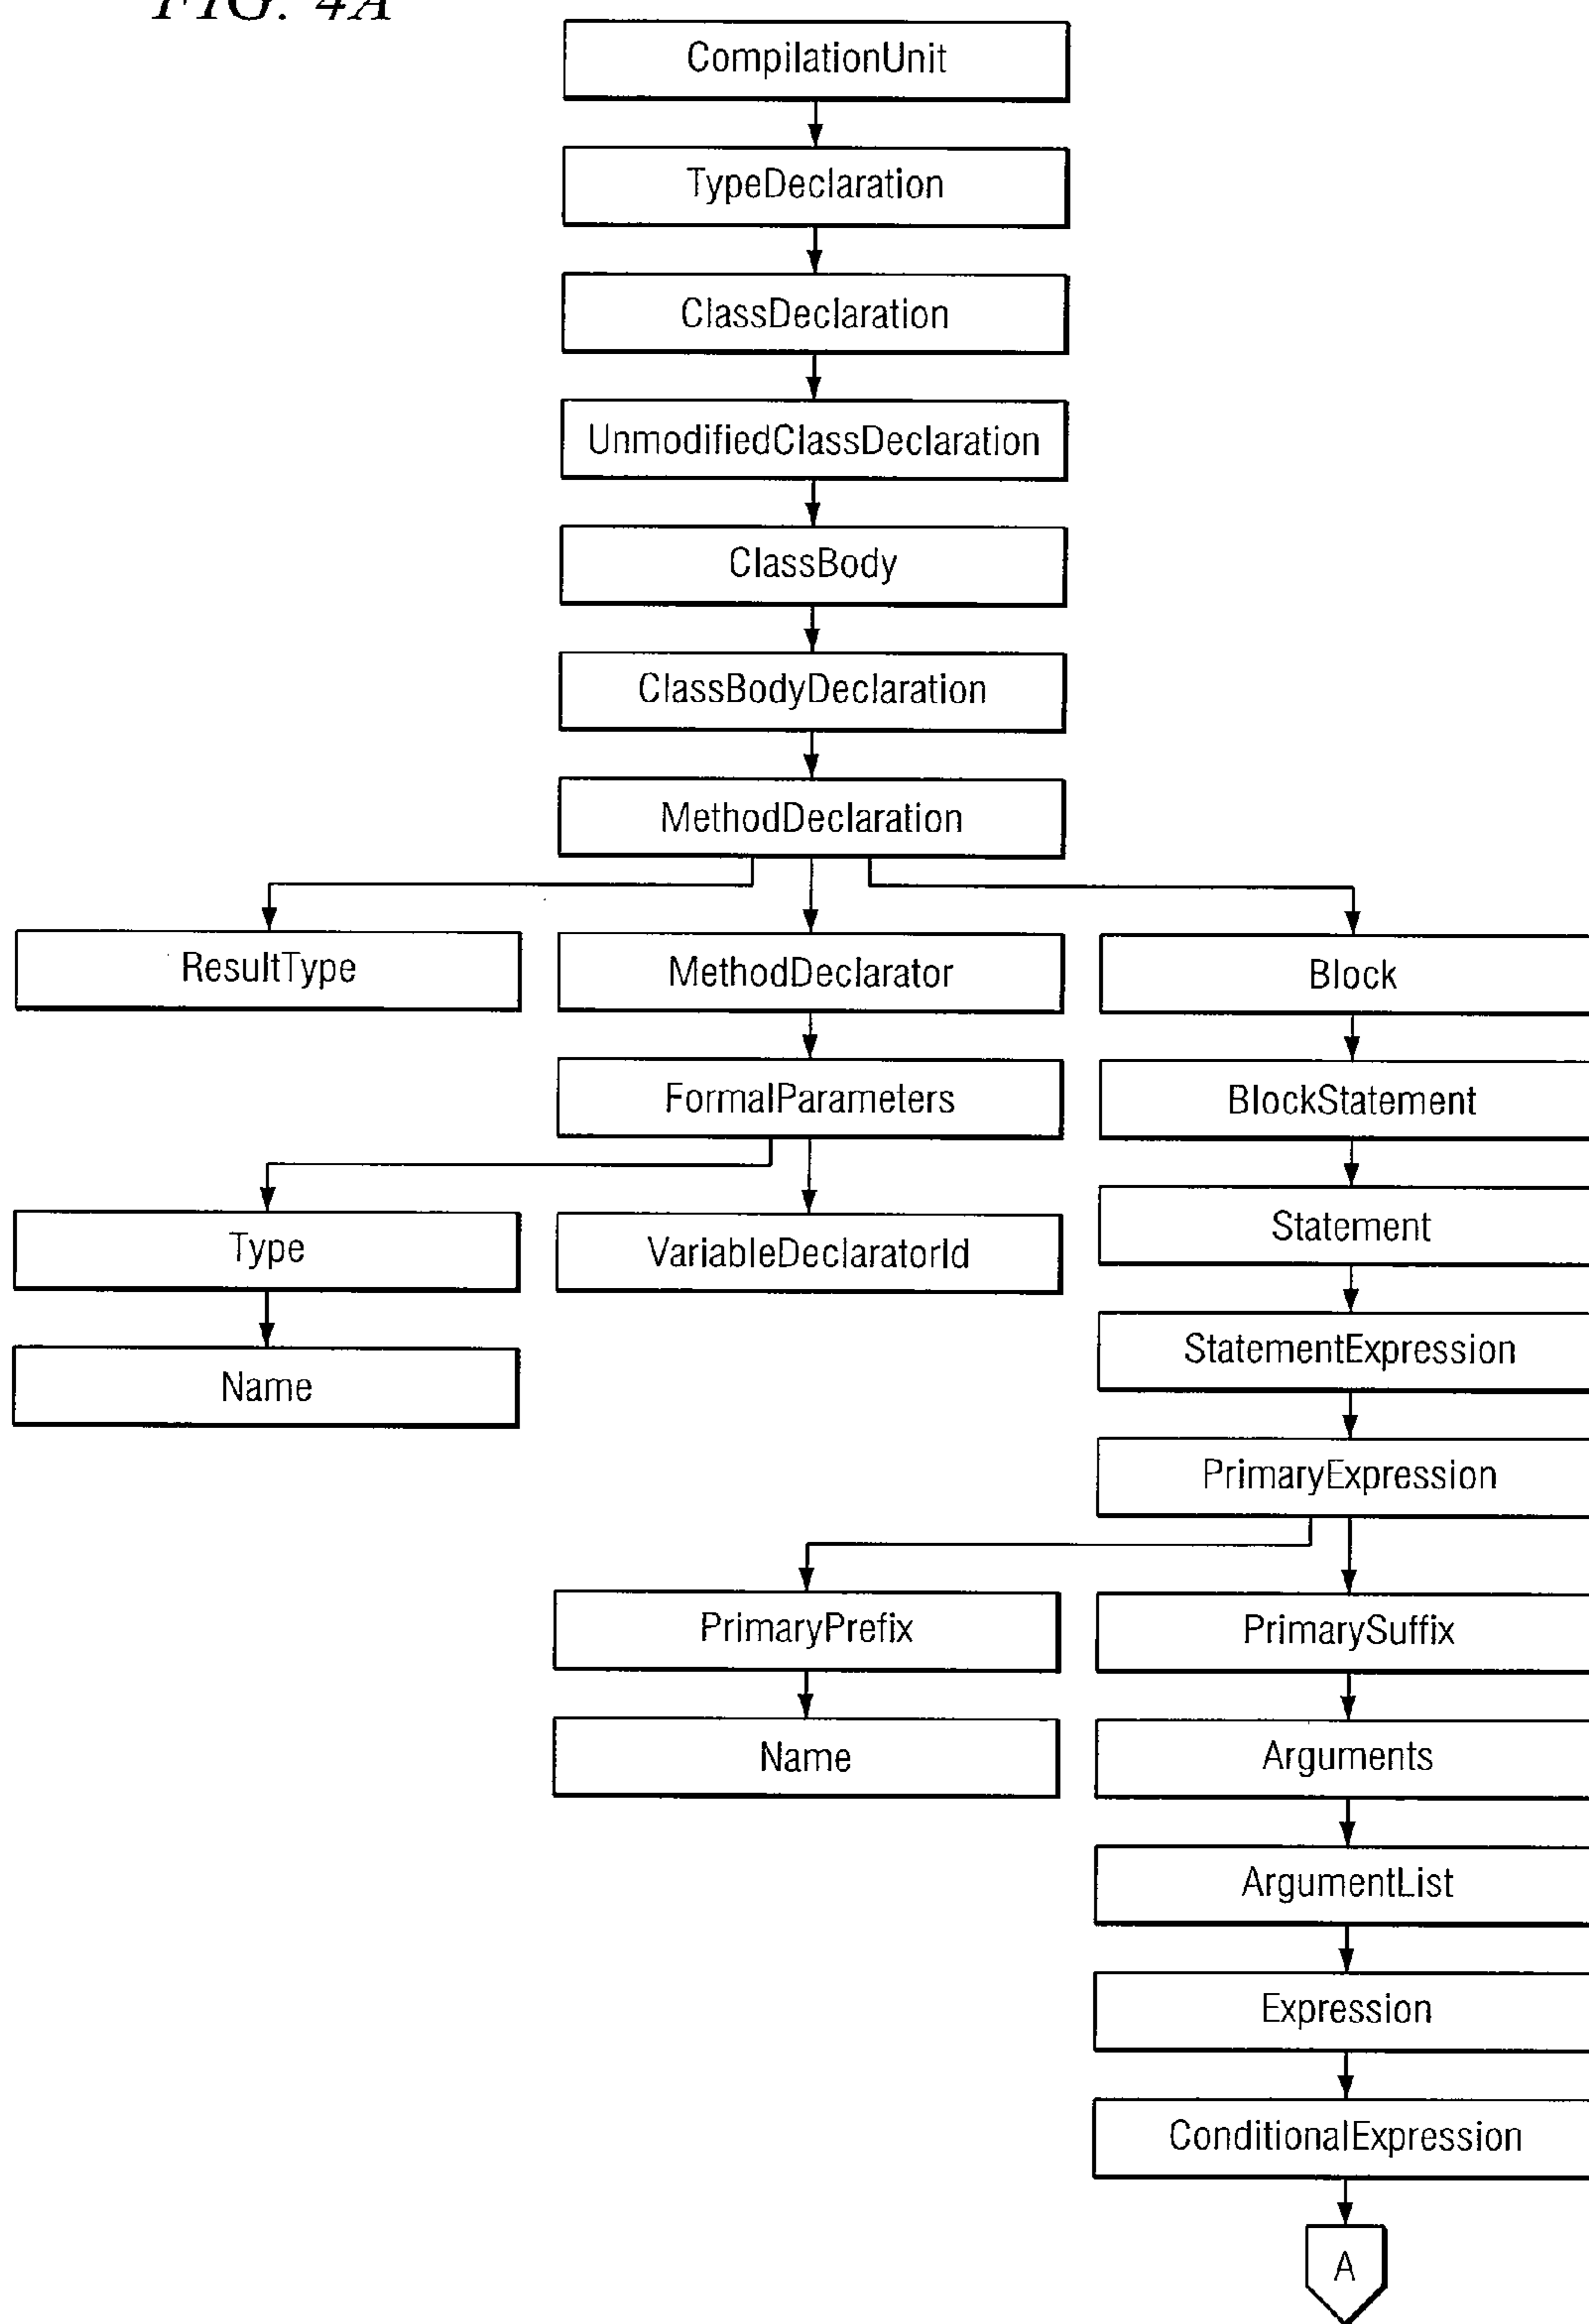 FIG. 4A
CompilationUnit
TypeDeclaration
ClassDeclaration
UnmodifiedClassDeclaration
ClassBody
ClassBodyDeclaration
MethodDeclaration
ResultType
MethodDeclarator
Block
FormalParameters
BlockStatement
Type
VariableDeclaratorId
Statement
StatementExpression
Name
PrimaryExpression
PrimaryPrefix
PrimarySuffix
Name
Arguments
ArgumentList
Expression
ConditionalExpression
A